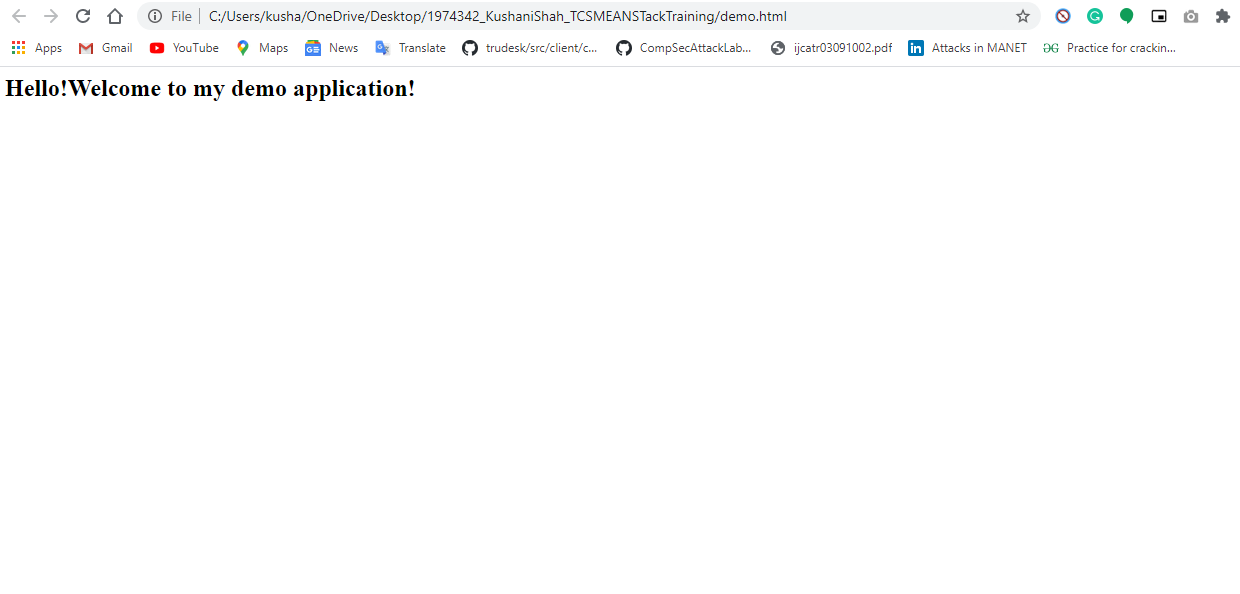 File C:/Users/kusha/OneDrive/Desktop/1974342_KushaniShah_TCSMEANSTackTraining/demo.html
Apps Gmail YouTube Maps News Translate trudesk/src/client/c... CompSecAttackLab... ijcatr03091002.pdf Attacks in MANET Practice for crackin...
Hello!Welcome to my demo application!